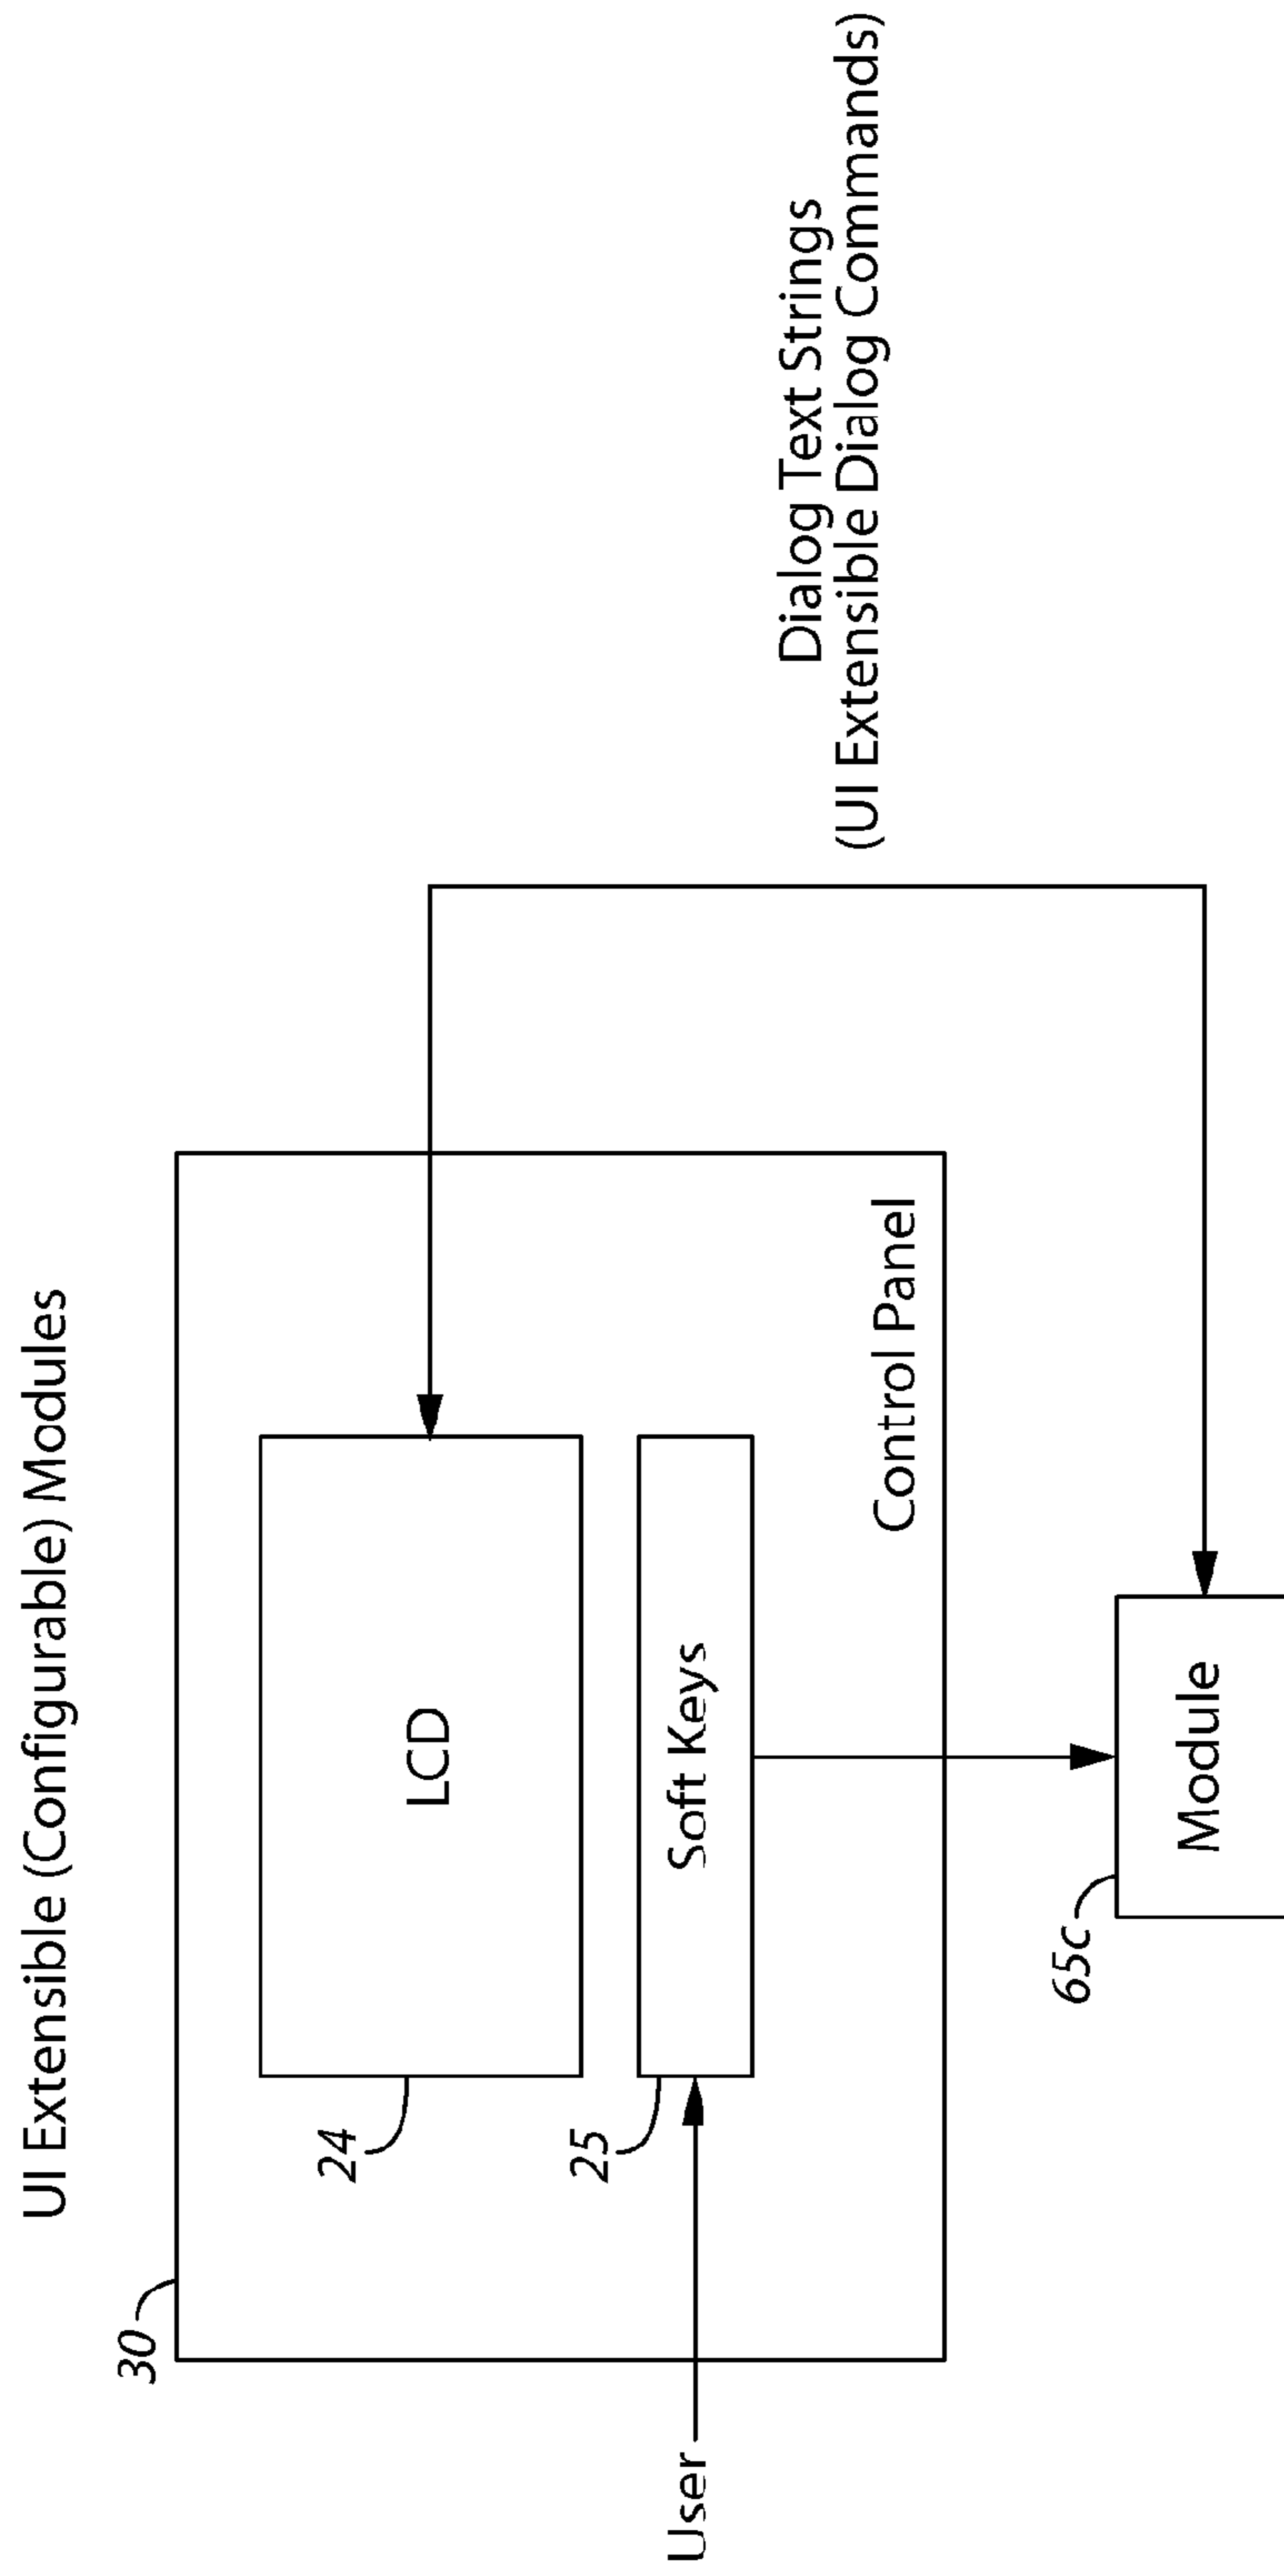 UI Extensible (Configurable) Modules
30
24
LCD
25
Soft Keys
User
Control Panel
Dialog Text Strings
(UI Extensible Dialog Commands)
65c
Module